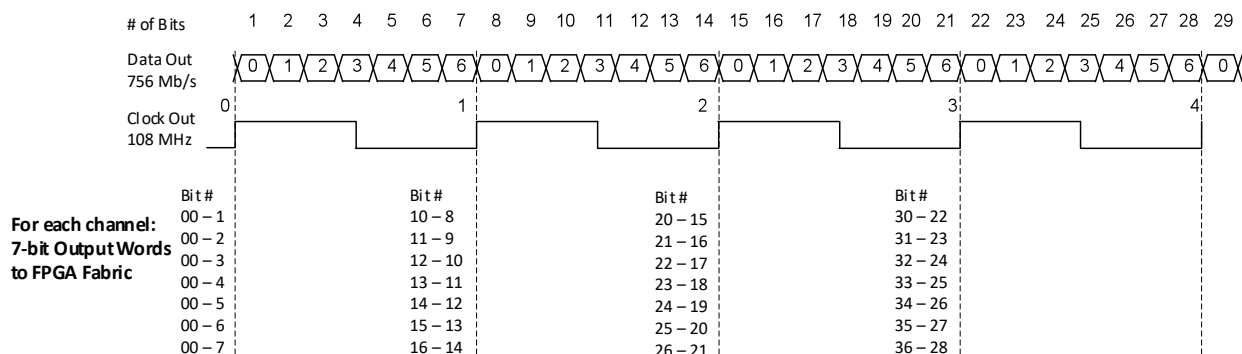 # of Bits 1 2 3 4 5 6 7 8 9 10 11 12 13 14 15 16 17 18 19 20 21 22 23 24 25 26 27 28 29
Data Out 0 1 2 3 4 5 6 0 1 2 3 4 5 6 0 1 2 3 4 5 6 0 1 2 3 4 5 6 0
756 Mb/s
0 1 2 3 4
Clock Out
108 MHz
For each channel:
7-bit Output Words
to FPGA Fabric
Bit #
00 – 1
00 – 2
00 – 3
00 – 4
00 – 5
00 – 6
00 – 7
Bit #
10 – 8
11 – 9
12 – 10
13 – 11
14 – 12
15 – 13
16 – 14
Bit #
20 – 15
21 – 16
22 – 17
23 – 18
24 – 19
25 – 20
26 – 21
Bit #
30 – 22
31 – 23
32 – 24
33 – 25
34 – 26
35 – 27
36 – 28